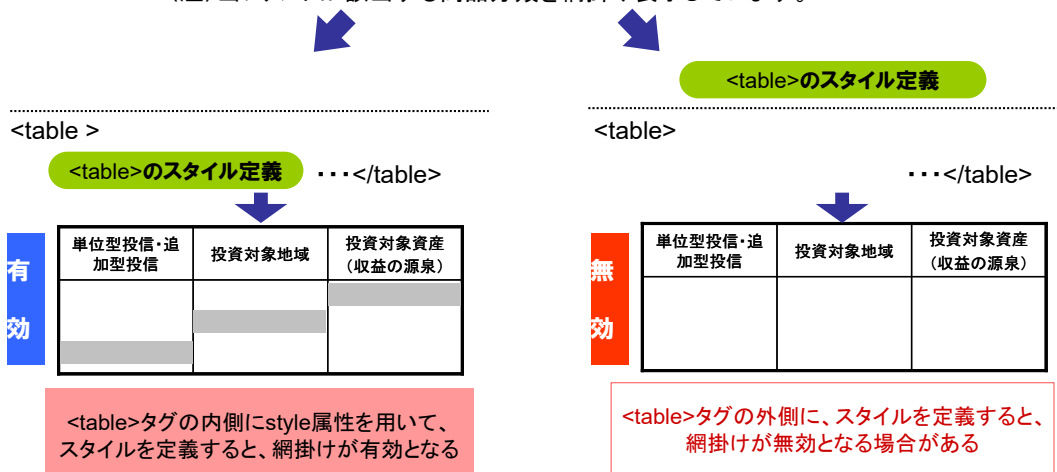 <table >
<table>のスタイル定義
・・・</table>
有効
単位型投信・追加型投信
投資対象地域
投資対象資産
(収益の源泉)
<table>タグの内側にstyle属性を用いて、
スタイルを定義すると、網掛けが有効となる
<table>のスタイル定義
<table>
・・・</table>
無効
単位型投信・追加型投信
投資対象地域
投資対象資産
(収益の源泉)
<table>タグの外側に、スタイルを定義すると、
網掛けが無効となる場合がある